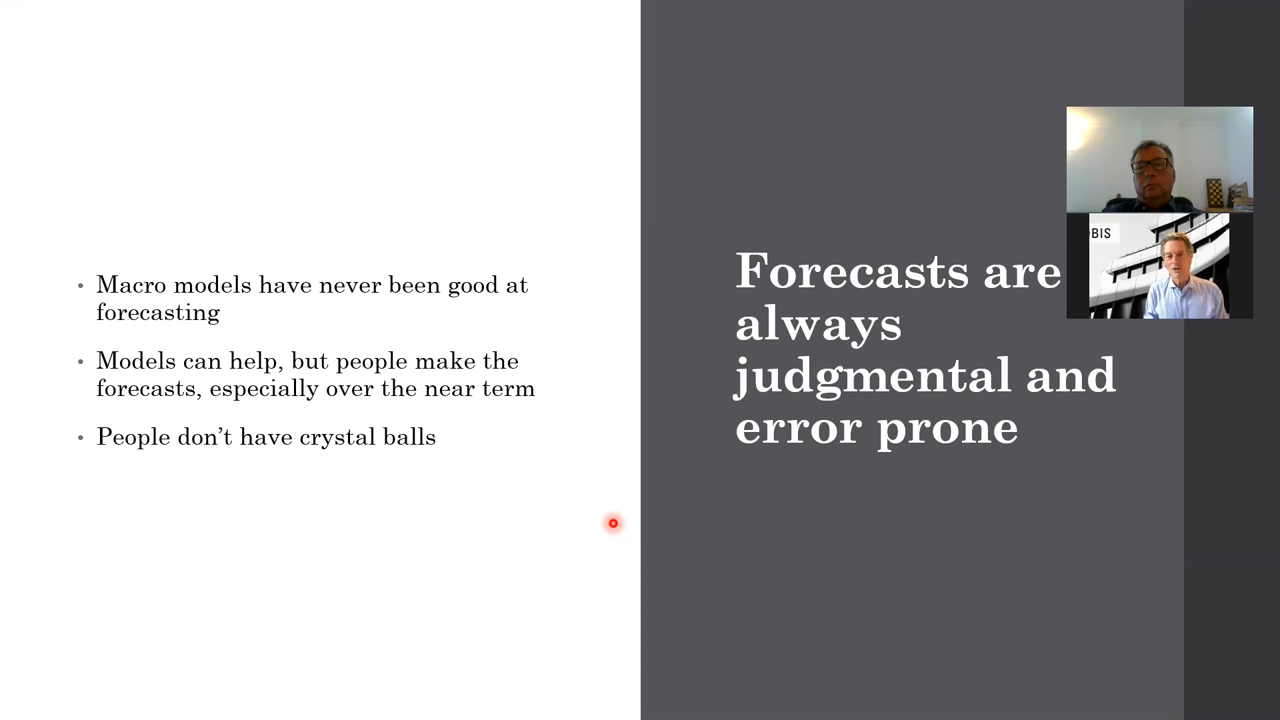 Macro models have never been good at
forecasting
Models can help, but people make the
forecasts, especially over the near term
People don’t have crystal balls
Forecasts are
always
judgmental and
error prone
BIS